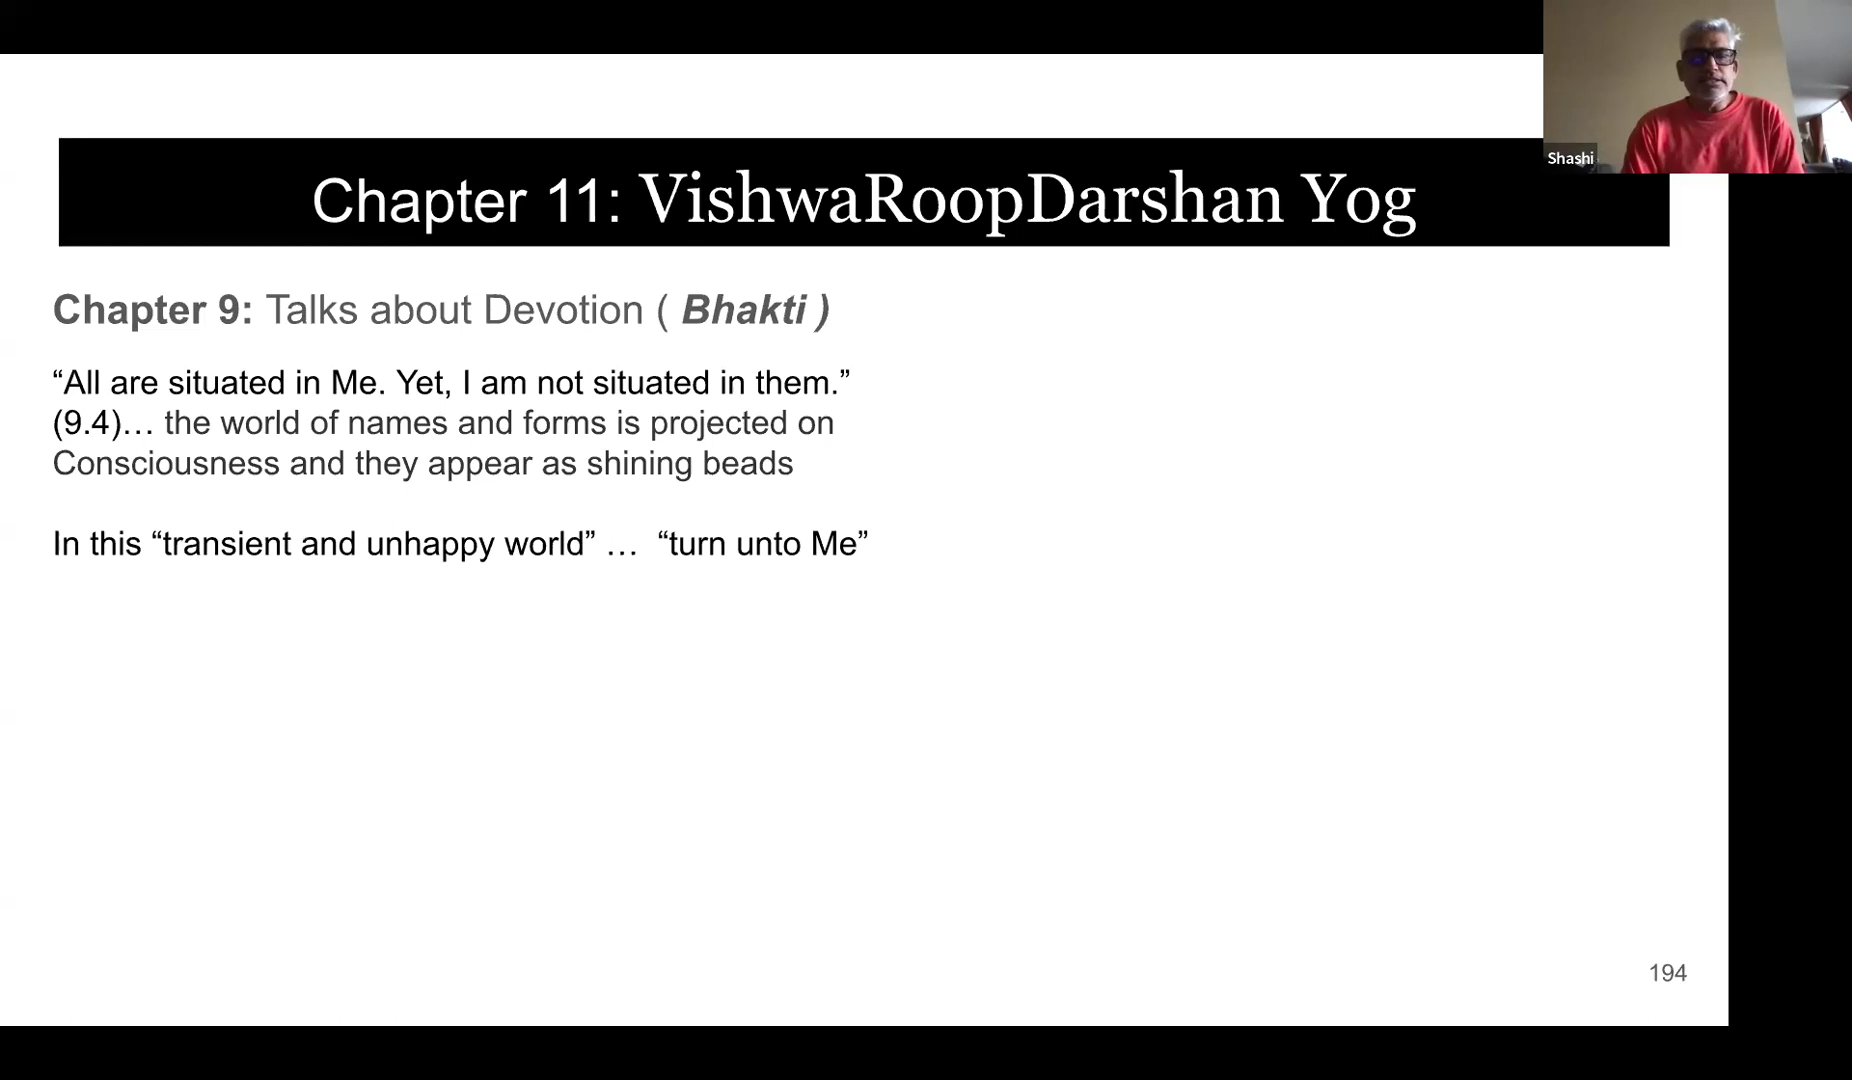 Shashi
Chapter 11: VishwaRoopDarshan Yog
Chapter 9: Talks about Devotion ( Bhakti )
“All are situated in Me. Yet, I am not situated in them.”
(9.4)… the world of names and forms is projected on
Consciousness and they appear as shining beads
In this “transient and unhappy world” … “turn unto Me”
194